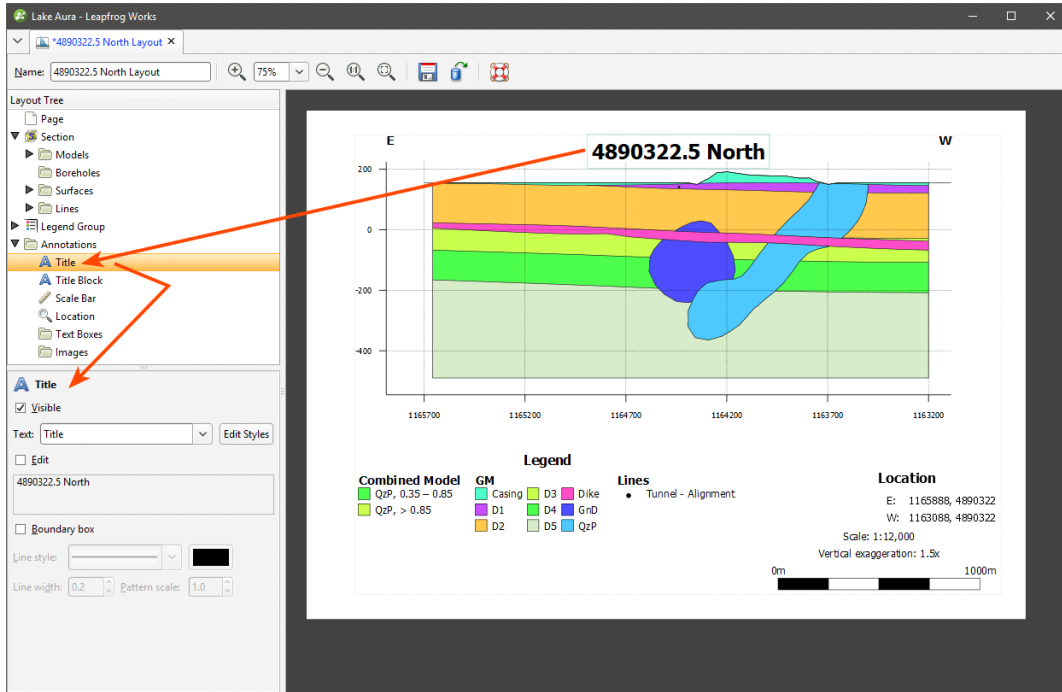 Lake Aura - Leapfrog Works
*4890322.5 North Layout
Name: 4890322.5 North Layout 75%
Layout Tree
Page
Section
Models
Boreholes
Surfaces
Lines
Legend Group
Annotations
Title
Title Block
Scale Bar
Location
Text Boxes
Images
Title
Visible
Text: Title Edit Styles
Edit
4890322.5 North
Boundary box
Line style:
Line width: 0.2 Pattern scale: 1.0
E W
4890322.5 North
200
0
-200
-400
1165700 1165200 1164700 1164200 1163700 1163200
Legend
Combined Model
QzP, 0.35 – 0.85
QzP, > 0.85
GM
Casing D3 Dike
D1 D4 GnD
D2 D5 QzP
Lines
Tunnel - Alignment
Location
E: 1165888, 4890322
W: 1163088, 4890322
Scale: 1:12,000
Vertical exaggeration: 1.5x
0m 1000m